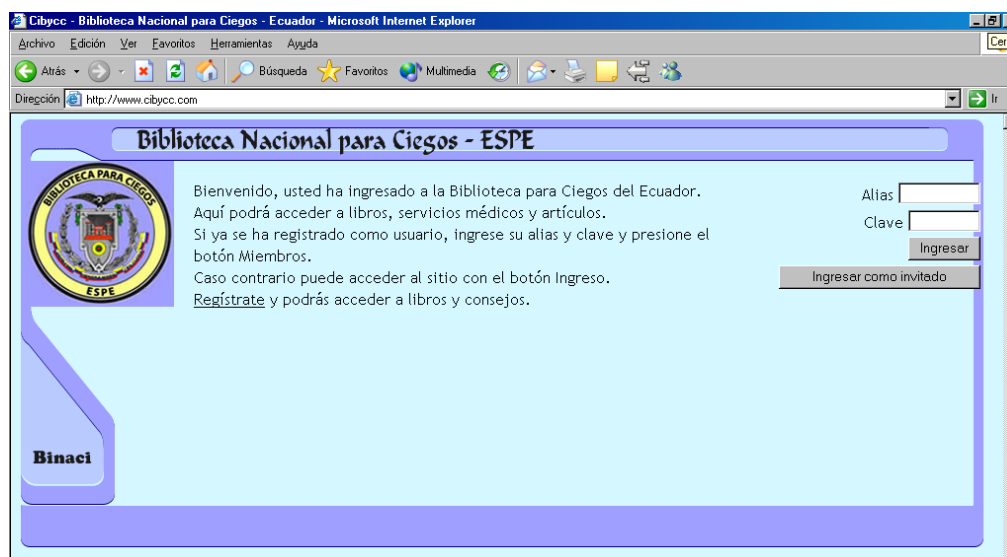 Cibycc - Biblioteca Nacional para Ciegos - Ecuador - Microsoft Internet Explorer
Archivo Edición Ver Favoritos Herramientas Ayuda
Cer
Atrás Búsqueda Favoritos Multimedia
Dirección http://www.cibycc.com Ir
Biblioteca Nacional para Ciegos - ESPE
BIBLIOTECA PARA CIEGOS
ESPE
Bienvenido, usted ha ingresado a la Biblioteca para Ciegos del Ecuador.
Aquí podrá acceder a libros, servicios médicos y artículos.
Si ya se ha registrado como usuario, ingrese su alias y clave y presione el
botón Miembros.
Caso contrario puede acceder al sitio con el botón Ingreso.
Regístrate y podrás acceder a libros y consejos.
Alias
Clave
Ingresar
Ingresar como invitado
Binaci